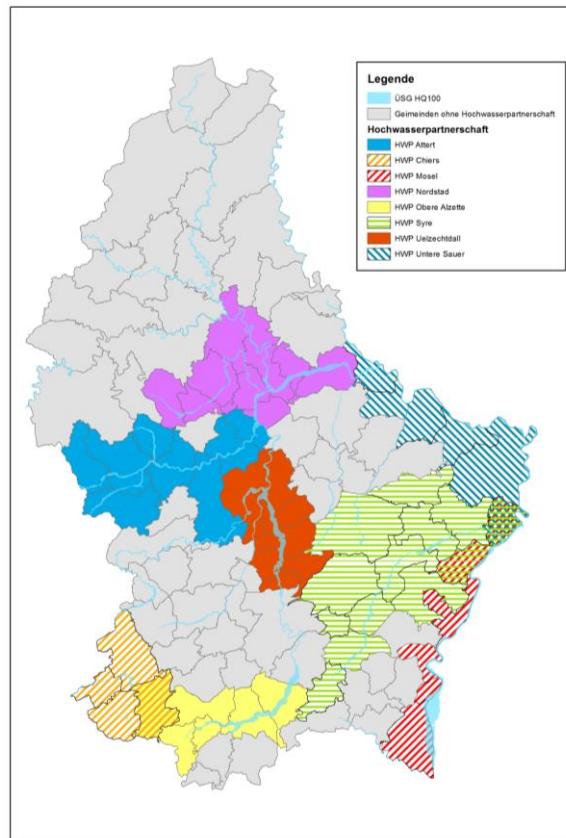 Legende
ÜSG HQ100
Geimeinden ohne Hochwasserpartnerschaft
Hochwasserpartnerschaft
HWP Attert
HWP Chiers
HWP Mosel
HWP Nordstad
HWP Obere Alzette
HWP Syre
HWP Uelzechtdall
HWP Untere Sauer